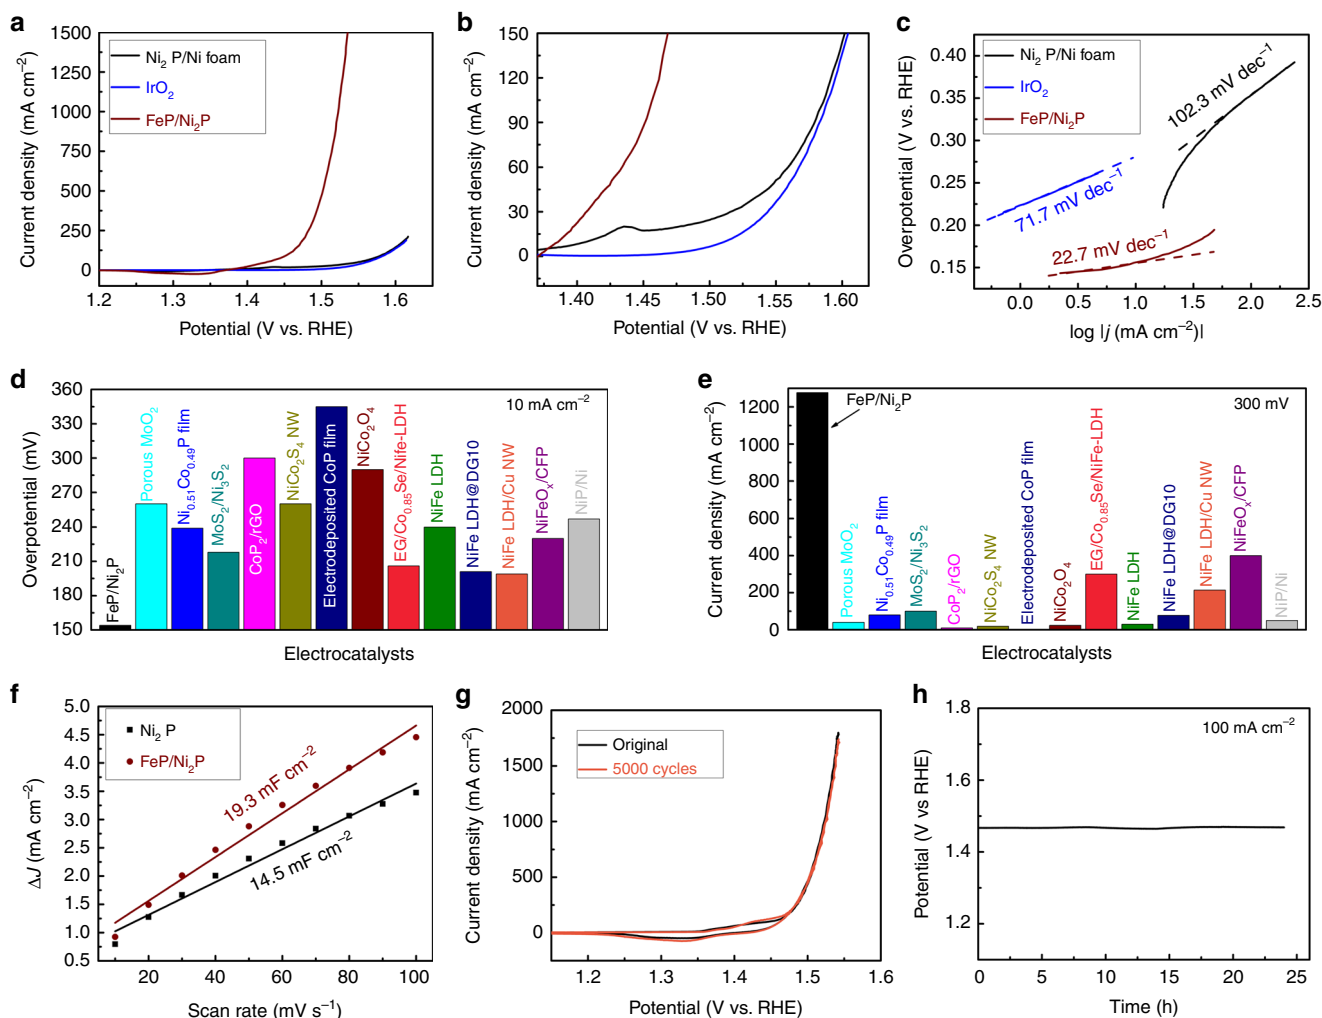 a
1500
1250
1000
750
500
250
0
Current density (mA cm−2)
Ni2 P/Ni foam
IrO2
FeP/Ni2P
1.2 1.3 1.4 1.5 1.6
Potential (V vs. RHE)
b
150
120
90
60
30
0
Current density (mA cm−2)
Ni2 P/Ni foam
IrO2
FeP/Ni2P
1.40 1.45 1.50 1.55 1.60
Potential (V vs. RHE)
c
0.40
0.35
0.30
0.25
0.20
0.15
Overpotential (V vs. RHE)
Ni2 P/Ni foam
IrO2
FeP/Ni2P
102.3 mV dec−1
71.7 mV dec−1
22.7 mV dec−1
0.0 0.5 1.0 1.5 2.0 2.5
log |j (mA cm−2)|
d
360
330
300
270
240
210
180
150
Overpotential (mV)
10 mA cm−2
FeP/Ni2P
Porous MoO2
Ni0.51Co0.49P film
MoS2/Ni3S2
CoP2/rGO
NiCo2S4 NW
Electrodeposited CoP film
NiCo2O4
EG/Co0.85Se/Nife-LDH
NiFe LDH
NiFe LDH@DG10
NiFe LDH/Cu NW
NiFeOx/CFP
NiP/Ni
Electrocatalysts
e
1200
1000
800
600
400
200
0
Current density (mA cm−2)
300 mV
FeP/Ni2P
Porous MoO2
Ni0.51Co0.49P film
MoS2/Ni3S2
CoP2/rGO
NiCo2S4 NW
Electrodeposited CoP film
NiCo2O4
EG/Co0.85Se/NiFe-LDH
NiFe LDH
NiFe LDH@DG10
NiFe LDH/Cu NW
NiFeOx/CFP
NiP/Ni
Electrocatalysts
f
5.0
4.5
4.0
3.5
3.0
2.5
2.0
1.5
1.0
0.5
ΔJ (mA cm−2)
Ni2 P
FeP/Ni2P
19.3 mF cm−2
14.5 mF cm−2
20 40 60 80 100
Scan rate (mV s−1)
g
2000
1500
1000
500
0
Current density (mA cm−2)
Original
5000 cycles
1.2 1.3 1.4 1.5 1.6
Potential (V vs. RHE)
h
1.8
1.6
1.4
1.2
Potential (V vs RHE)
100 mA cm−2
0 5 10 15 20 25
Time (h)